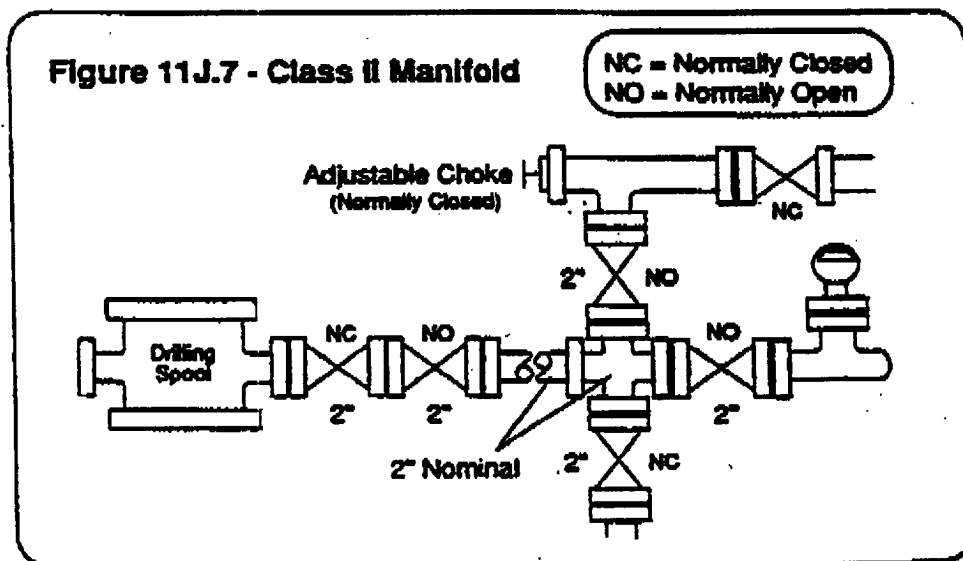 Figure 11J.7 - Class II Manifold
NC = Normally Closed
NO = Normally Open
Adjustable Choke
(Normally Closed)
NC
2"
NO
Drilling
Spool
NC
NO
NO
2"
2"
2"
2" Nominal
2"
NC